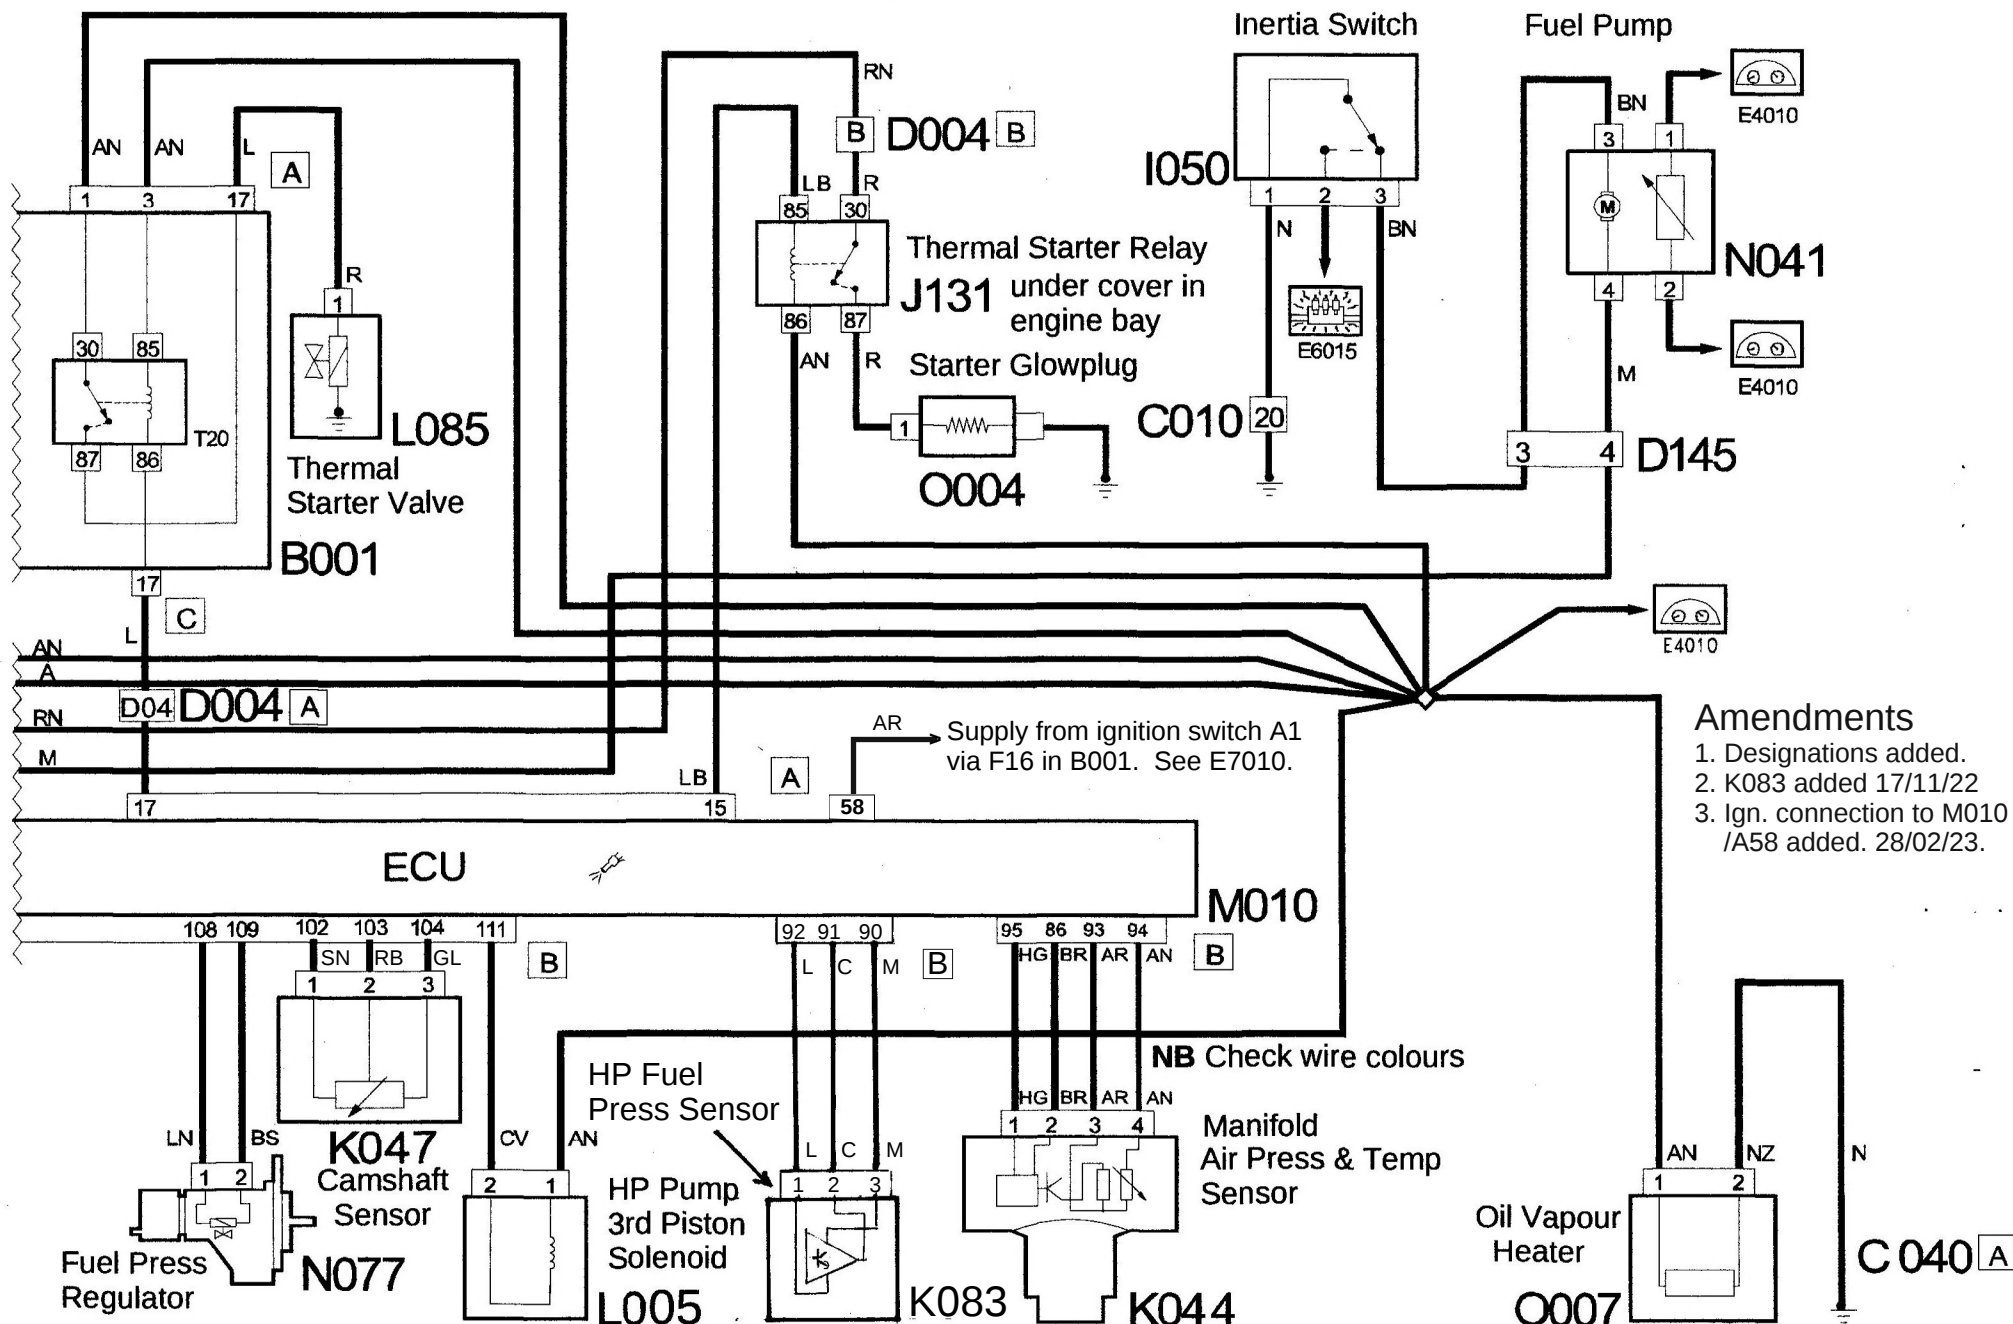 Inertia Switch
Fuel Pump
RN
BN
E4010
AN AN L A
B D004 B
3 1
I050
LB R
M
1 3 17
85 30
1 2 3
N BN
R
Thermal Starter Relay
J131 under cover in
engine bay
N041
1
4 2
86 87
E6015
30 85
AN R
Starter Glowplug
M
E4010
T20
L085
1
C010 20
87 86
Thermal
Starter Valve
O004
3 4 D145
B001
17
C
L
AN
A
E4010
D04 D004 A
RN
AR
Supply from ignition switch A1
via F16 in B001. See E7010.
M
LB
A
17 15 58
Amendments
1. Designations added.
2. K083 added 17/11/22
3. Ign. connection to M010
/A58 added. 28/02/23.
ECU
M010
108 109 102 103 104 111
92 91 90
95 86 93 94
SN RB GL B
L C M B
HG BR AR AN B
1 2 3
NB Check wire colours
HP Fuel
Press Sensor
HG BR AR AN
1 2 3 4
LN BS
K047
Camshaft
Sensor
CV AN
L C M
Manifold
Air Press & Temp
Sensor
AN NZ N
1 2
2 1
HP Pump
3rd Piston
Solenoid
1 2 3
1 2
Fuel Press
Regulator
N077
L005
K083
K044
Oil Vapour
Heater
O007
C040 A